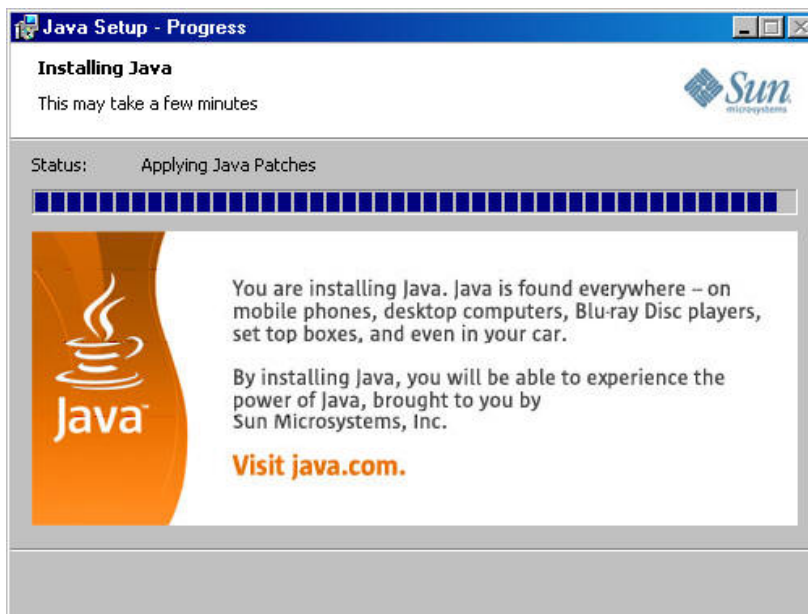 Java Setup - Progress
Installing Java
This may take a few minutes
Sun
microsystems
Status: Applying Java Patches
You are installing Java. Java is found everywhere – on
mobile phones, desktop computers, Blu-ray Disc players,
set top boxes, and even in your car.
By installing Java, you will be able to experience the
power of Java, brought to you by
Sun Microsystems, Inc.
Visit java.com.
Java™